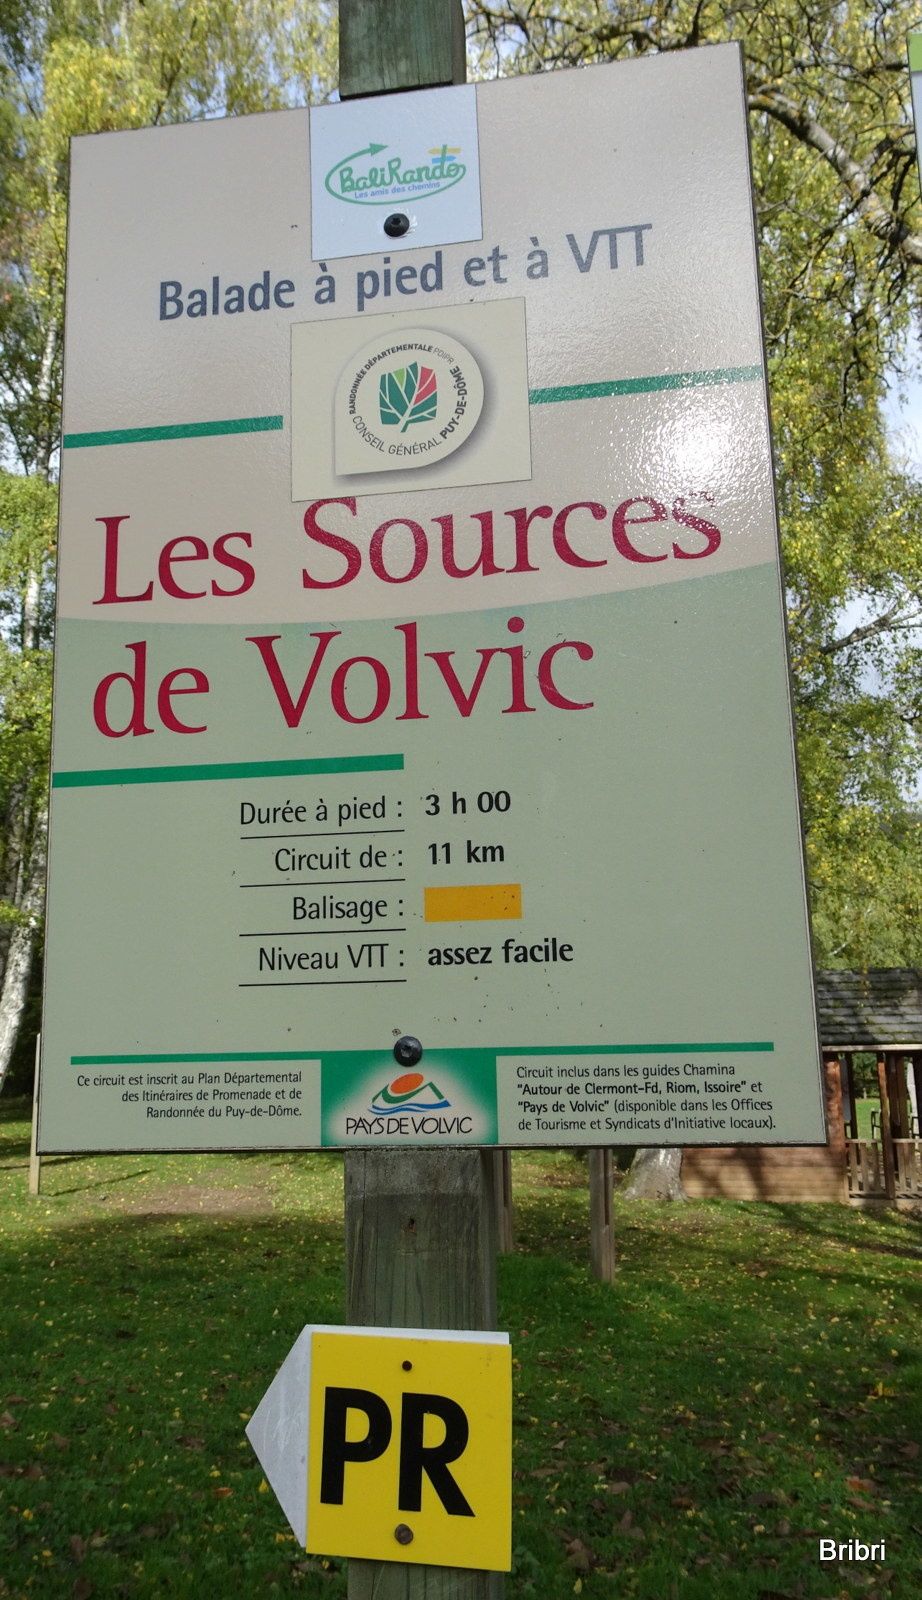 BaliRando
Les amis des chemins
Balade à pied et à VTT
RANDONNÉE DÉPARTEMENTALE PDIPR
CONSEIL GÉNÉRAL PUY-DE-DÔME
Les Sources
de Volvic
Durée à pied : 3 h 00
Circuit de : 11 km
Balisage :
Niveau VTT : assez facile
Ce circuit est inscrit au Plan Départemental
des Itinéraires de Promenade et de
Randonnée du Puy-de-Dôme.
PAYS DE VOLVIC
Circuit inclus dans les guides Chamina
"Autour de Clermont-Fd, Riom, Issoire" et
"Pays de Volvic" (disponible dans les Offices
de Tourisme et Syndicats d'Initiative locaux).
PR
Bribri